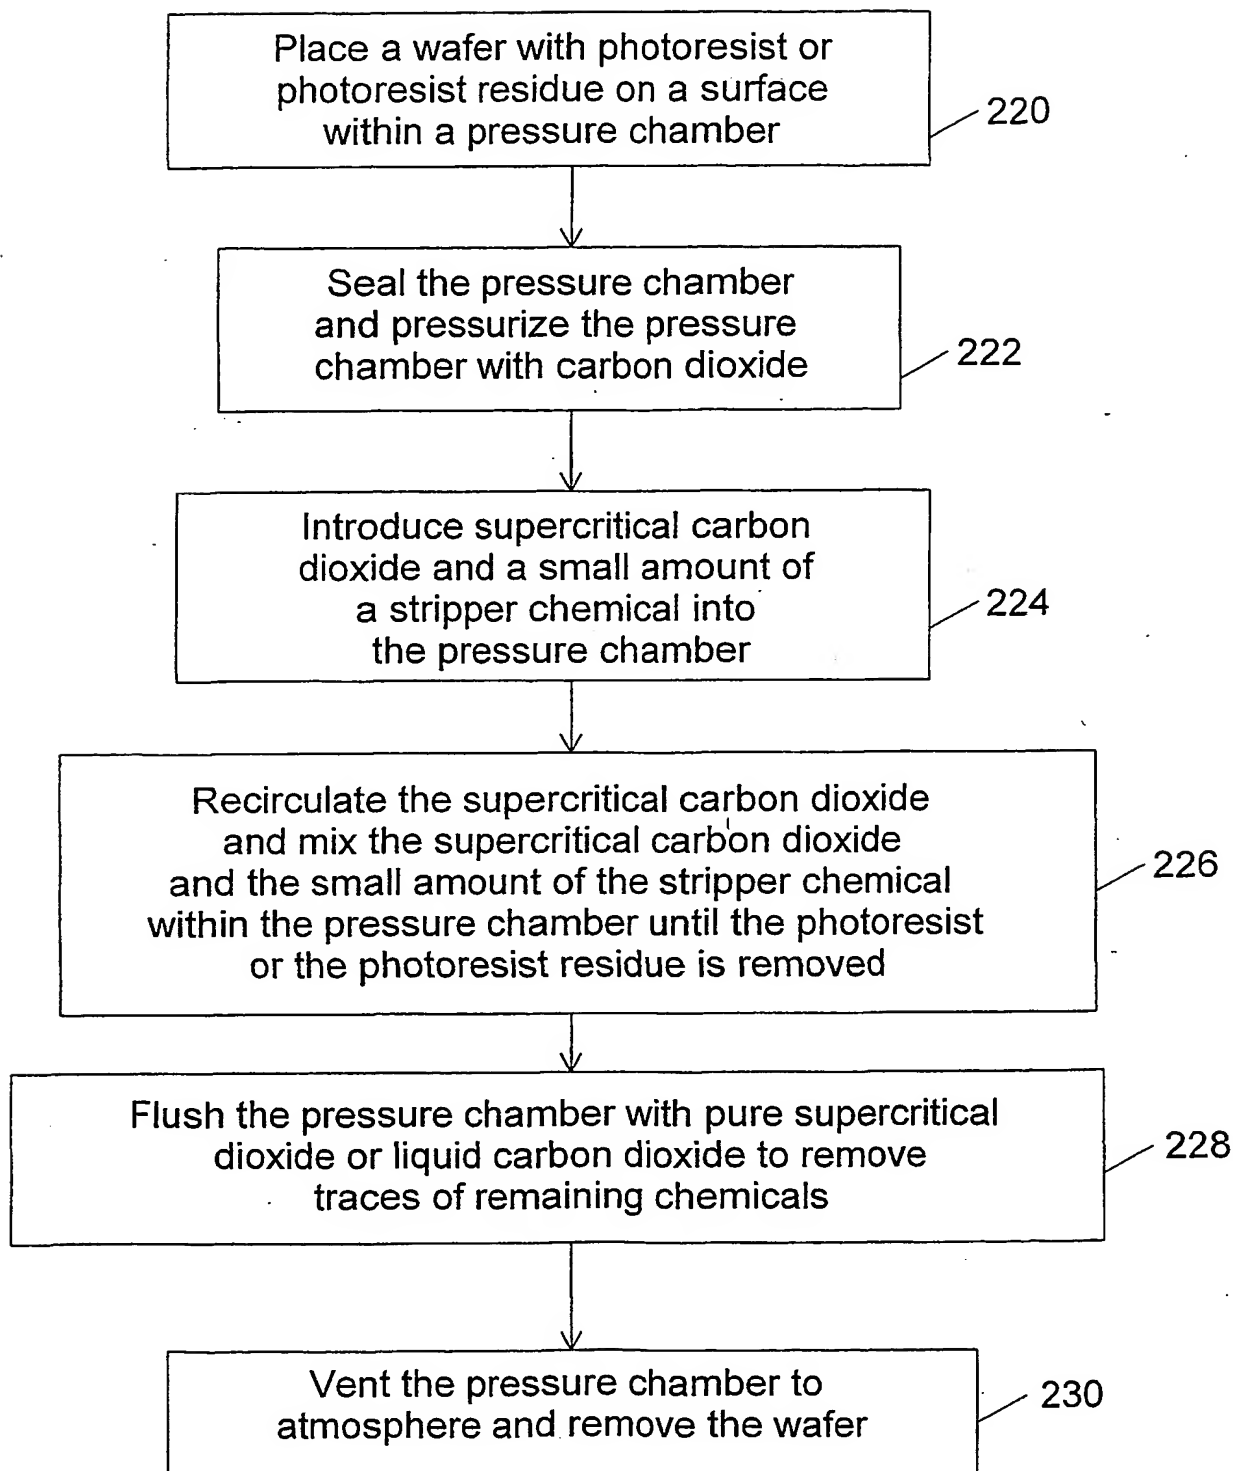 Place a wafer with photoresist or
photoresist residue on a surface
within a pressure chamber
220
Seal the pressure chamber
and pressurize the pressure
chamber with carbon dioxide
222
Introduce supercritical carbon
dioxide and a small amount of
a stripper chemical into
the pressure chamber
224
Recirculate the supercritical carbon dioxide
and mix the supercritical carbon dioxide
and the small amount of the stripper chemical
within the pressure chamber until the photoresist
or the photoresist residue is removed
226
Flush the pressure chamber with pure supercritical
dioxide or liquid carbon dioxide to remove
traces of remaining chemicals
228
Vent the pressure chamber to
atmosphere and remove the wafer
230